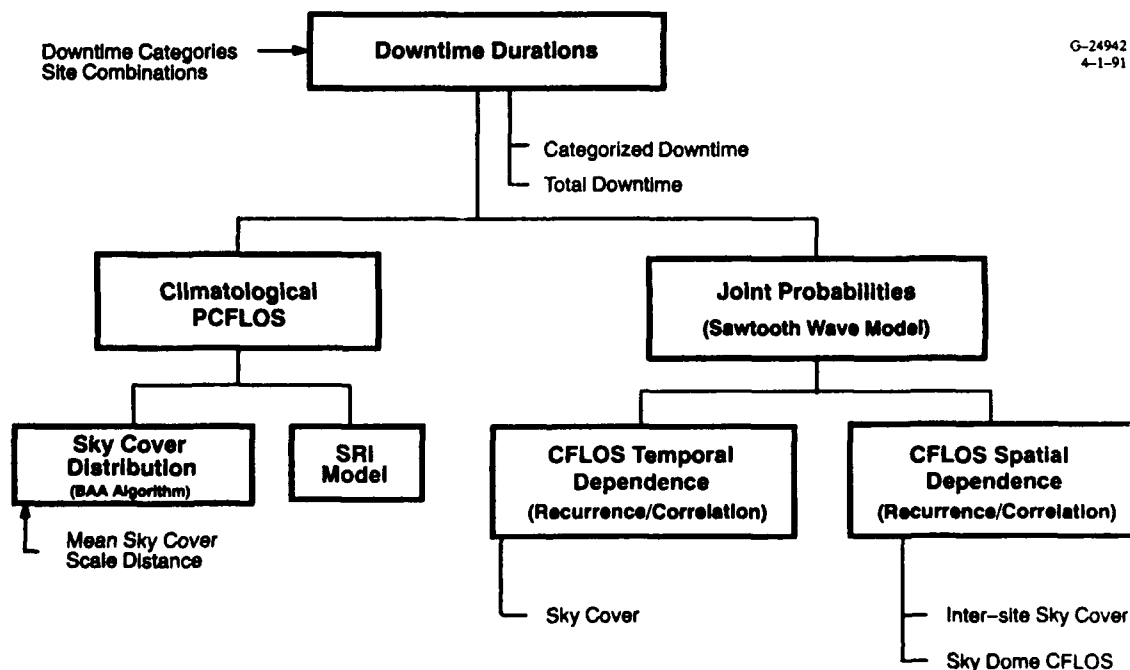 Downtime Categories
Site Combinations
Downtime Durations
G-24942
4-1-91
Categorized Downtime
Total Downtime
Climatological
PCFLOS
Joint Probabilities
(Sawtooth Wave Model)
Sky Cover
Distribution
(BAA Algorithm)
SRI
Model
CFLOS Temporal
Dependence
(Recurrence/Correlation)
CFLOS Spatial
Dependence
(Recurrence/Correlation)
Mean Sky Cover
Scale Distance
Sky Cover
Inter-site Sky Cover
Sky Dome CFLOS